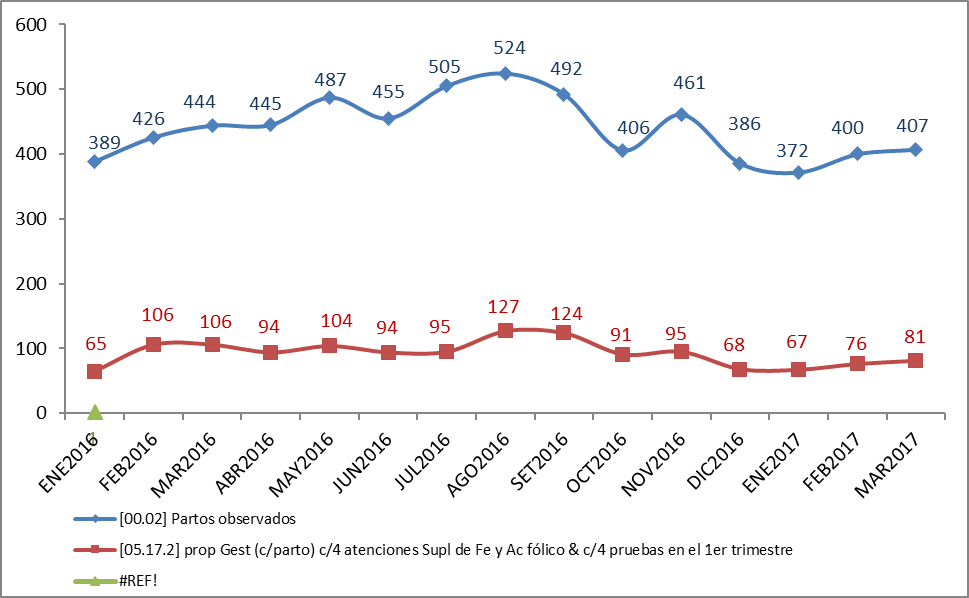 600
500
400
300
200
100
0
389
426
444
445
487
455
505
524
492
406
461
386
372
400
407
65
106
106
94
104
94
95
127
124
91
95
68
67
76
81
ENE2016
FEB2016
MAR2016
ABR2016
MAY2016
JUN2016
JUL2016
AGO2016
SET2016
OCT2016
NOV2016
DIC2016
ENE2017
FEB2017
MAR2017
[00.02] Partos observados
[05.17.2] prop Gest (c/parto) c/4 atenciones Supl de Fe y Ac fólico & c/4 pruebas en el 1er trimestre
#REF!